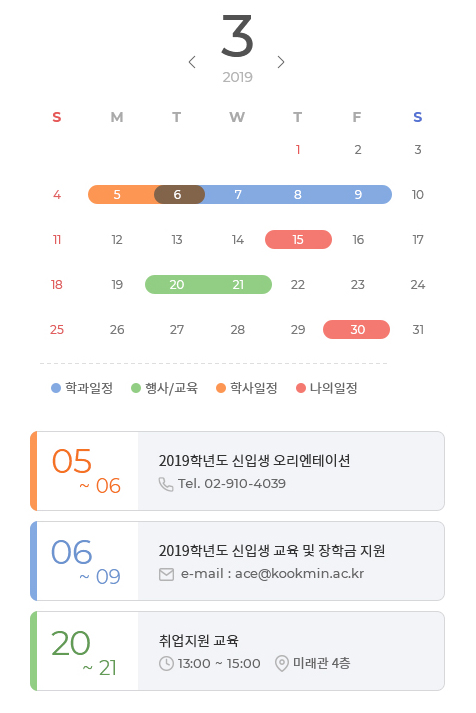 3
2019
S M T W T F S
1 2 3
4 5 6 7 8 9 10
11 12 13 14 15 16 17
18 19 20 21 22 23 24
25 26 27 28 29 30 31
학과일정 행사/교육 학사일정 나의일정
05
~ 06
2019학년도 신입생 오리엔테이션
Tel. 02-910-4039
06
~ 09
2019학년도 신입생 교육 및 장학금 지원
e-mail : ace@kookmin.ac.kr
20
~ 21
취업지원 교육
13:00 ~ 15:00 미래관 4층